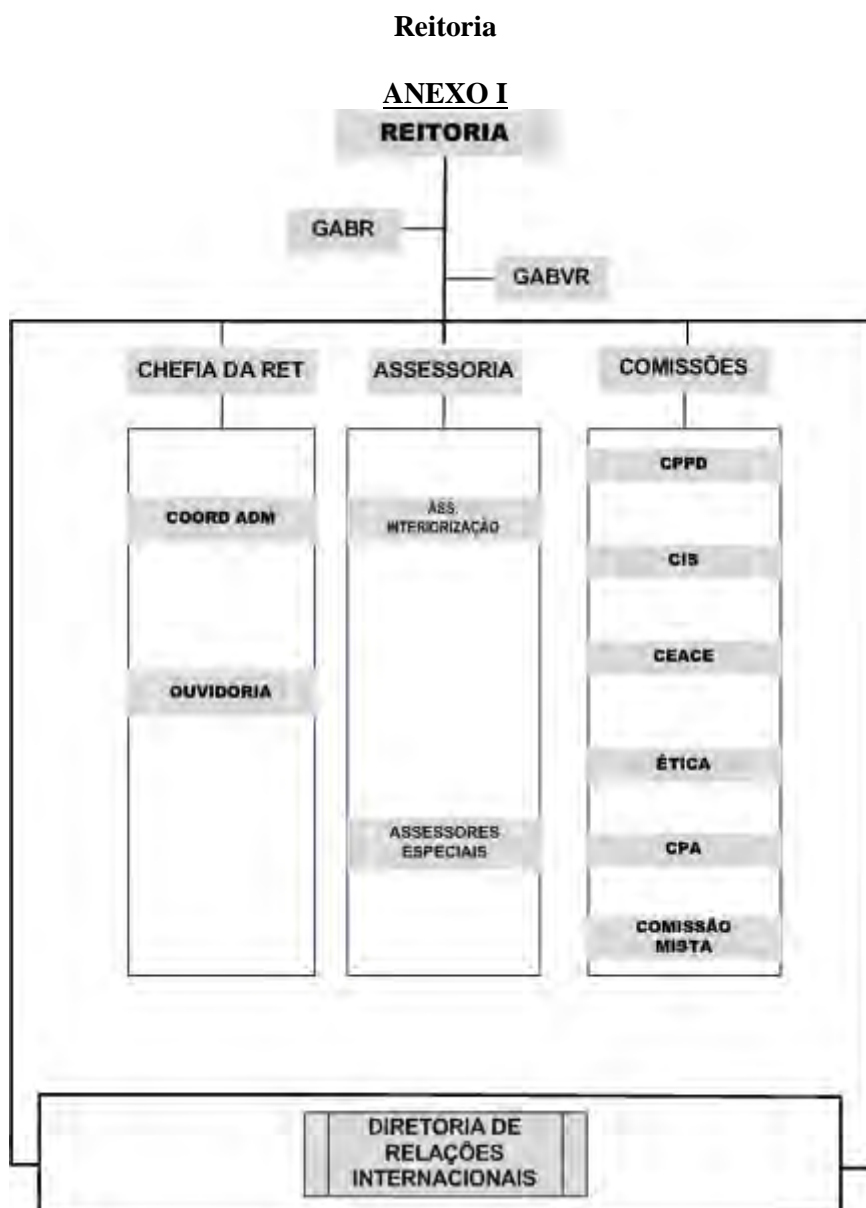 Reitoria
ANEXO I
REITORIA
GABR
GABVR
CHEFIA DA RET
ASSESSORIA
COMISSÕES
COORD ADM
OUVIDORIA
ASS.
INTERIORIZAÇÃO
ASSESSORES
ESPECIAIS
CPPD
CIS
CEACE
ÉTICA
CPA
COMISSÃO
MISTA
DIRETORIA DE
RELAÇÕES
INTERNACIONAIS